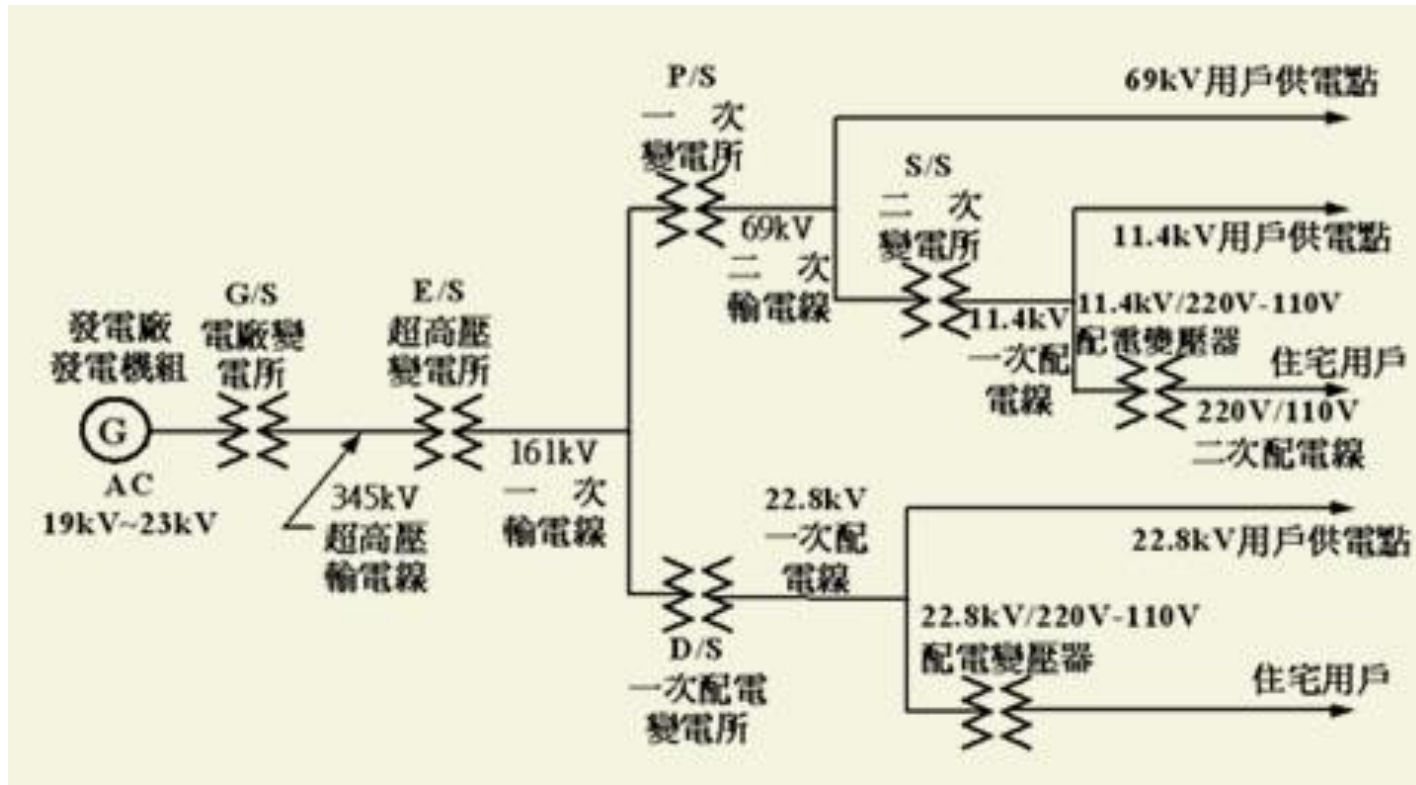 P/S
一 次
變電所
69kV用戶供電點
S/S
二 次
變電所
69kV
二 次
輸電線
11.4kV用戶供電點
G/S
電廠變
電所
E/S
超高壓
變電所
發電廠
發電機組
G
AC
19kV~23kV
345kV
超高壓
輸電線
161kV
一 次
輸電線
11.4kV
一次配
電線
11.4kV/220V-110V
配電變壓器
住宅用戶
220V/110V
二次配電線
22.8kV
一次配
電線
22.8kV用戶供電點
D/S
一次配電
變電所
22.8kV/220V-110V
配電變壓器
住宅用戶